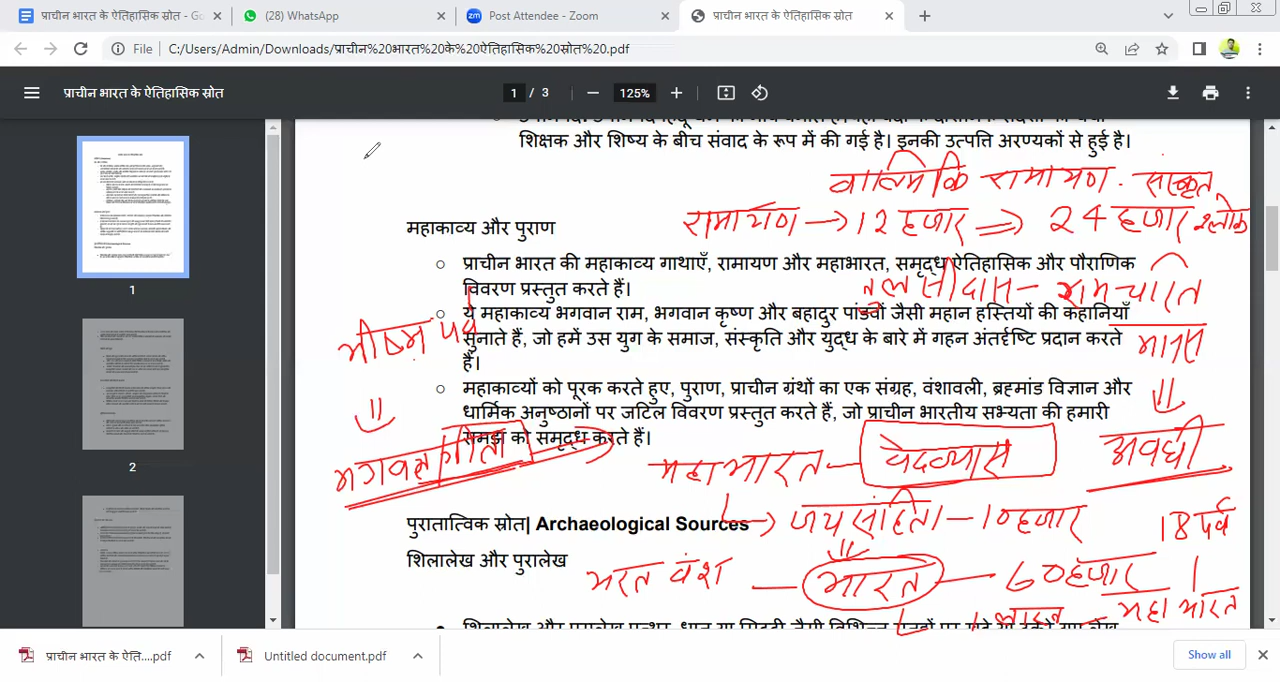 प्राचीन भारत के ऐतिहासिक स्रोत - Go
(28) WhatsApp
Post Attendee - Zoom
प्राचीन भारत के ऐतिहासिक स्रोत
File
C:/Users/Admin/Downloads/प्राचीन%20भारत%20के%20ऐतिहासिक%20स्रोत%20.pdf
प्राचीन भारत के ऐतिहासिक स्रोत
1 / 3
125%
शिक्षक और शिष्य के बीच संवाद के रूप में की गई है। इनकी उत्पत्ति अरण्यकों से हुई है।
वाल्मिकि रामायण . संस्कृत
रामायण → 12 हजार ⇒ 24 हजार श्लोक
महाकाव्य और पुराण
प्राचीन भारत की महाकाव्य गाथाएँ, रामायण और महाभारत, समृद्ध ऐतिहासिक और पौराणिक
विवरण प्रस्तुत करते हैं।
तुलसीदास - रामचरित
मानस
ये महाकाव्य भगवान राम, भगवान कृष्ण और बहादुर पांडवों जैसी महान हस्तियों की कहानियाँ
सुनाते हैं, जो हमें उस युग के समाज, संस्कृति और युद्ध के बारे में गहन अंतर्दृष्टि प्रदान करते
हैं।
भीष्म पर्व
महाकाव्यों को पूरक करते हुए, पुराण, प्राचीन ग्रंथों का एक संग्रह, वंशावली, ब्रह्मांड विज्ञान और
धार्मिक अनुष्ठानों पर जटिल विवरण प्रस्तुत करते हैं, जो प्राचीन भारतीय सभ्यता की हमारी
समझ को समृद्ध करते हैं।
भगवत गीता
महाभारत - वेदव्यास
अवधी
पुरातात्विक स्रोत| Archaeological Sources
→ जय संहिता - 10 हजार
18 पर्व
शिलालेख और पुरालेख
भरत वंश - भारत - 60 हजार
1 लाख - महाभारत
1
2
प्राचीन भारत के ऐति....pdf
Untitled document.pdf
Show all